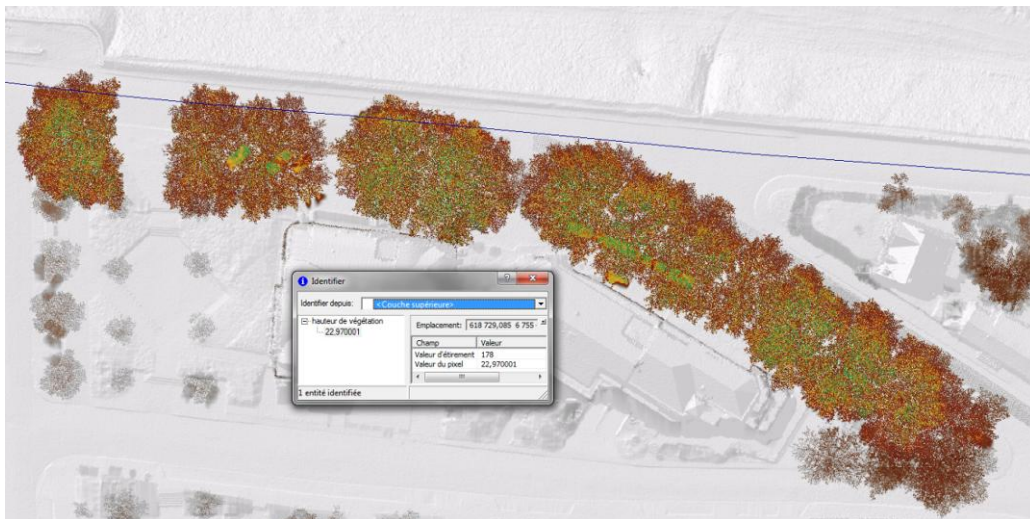 Identifier
Identifier depuis: <Couche supérieure>
hauteur de végétation
22,970001
Emplacement: 618 729,085 6 755
Champ Valeur
Valeur d'étirement 178
Valeur du pixel 22,970001
1 entité identifiée